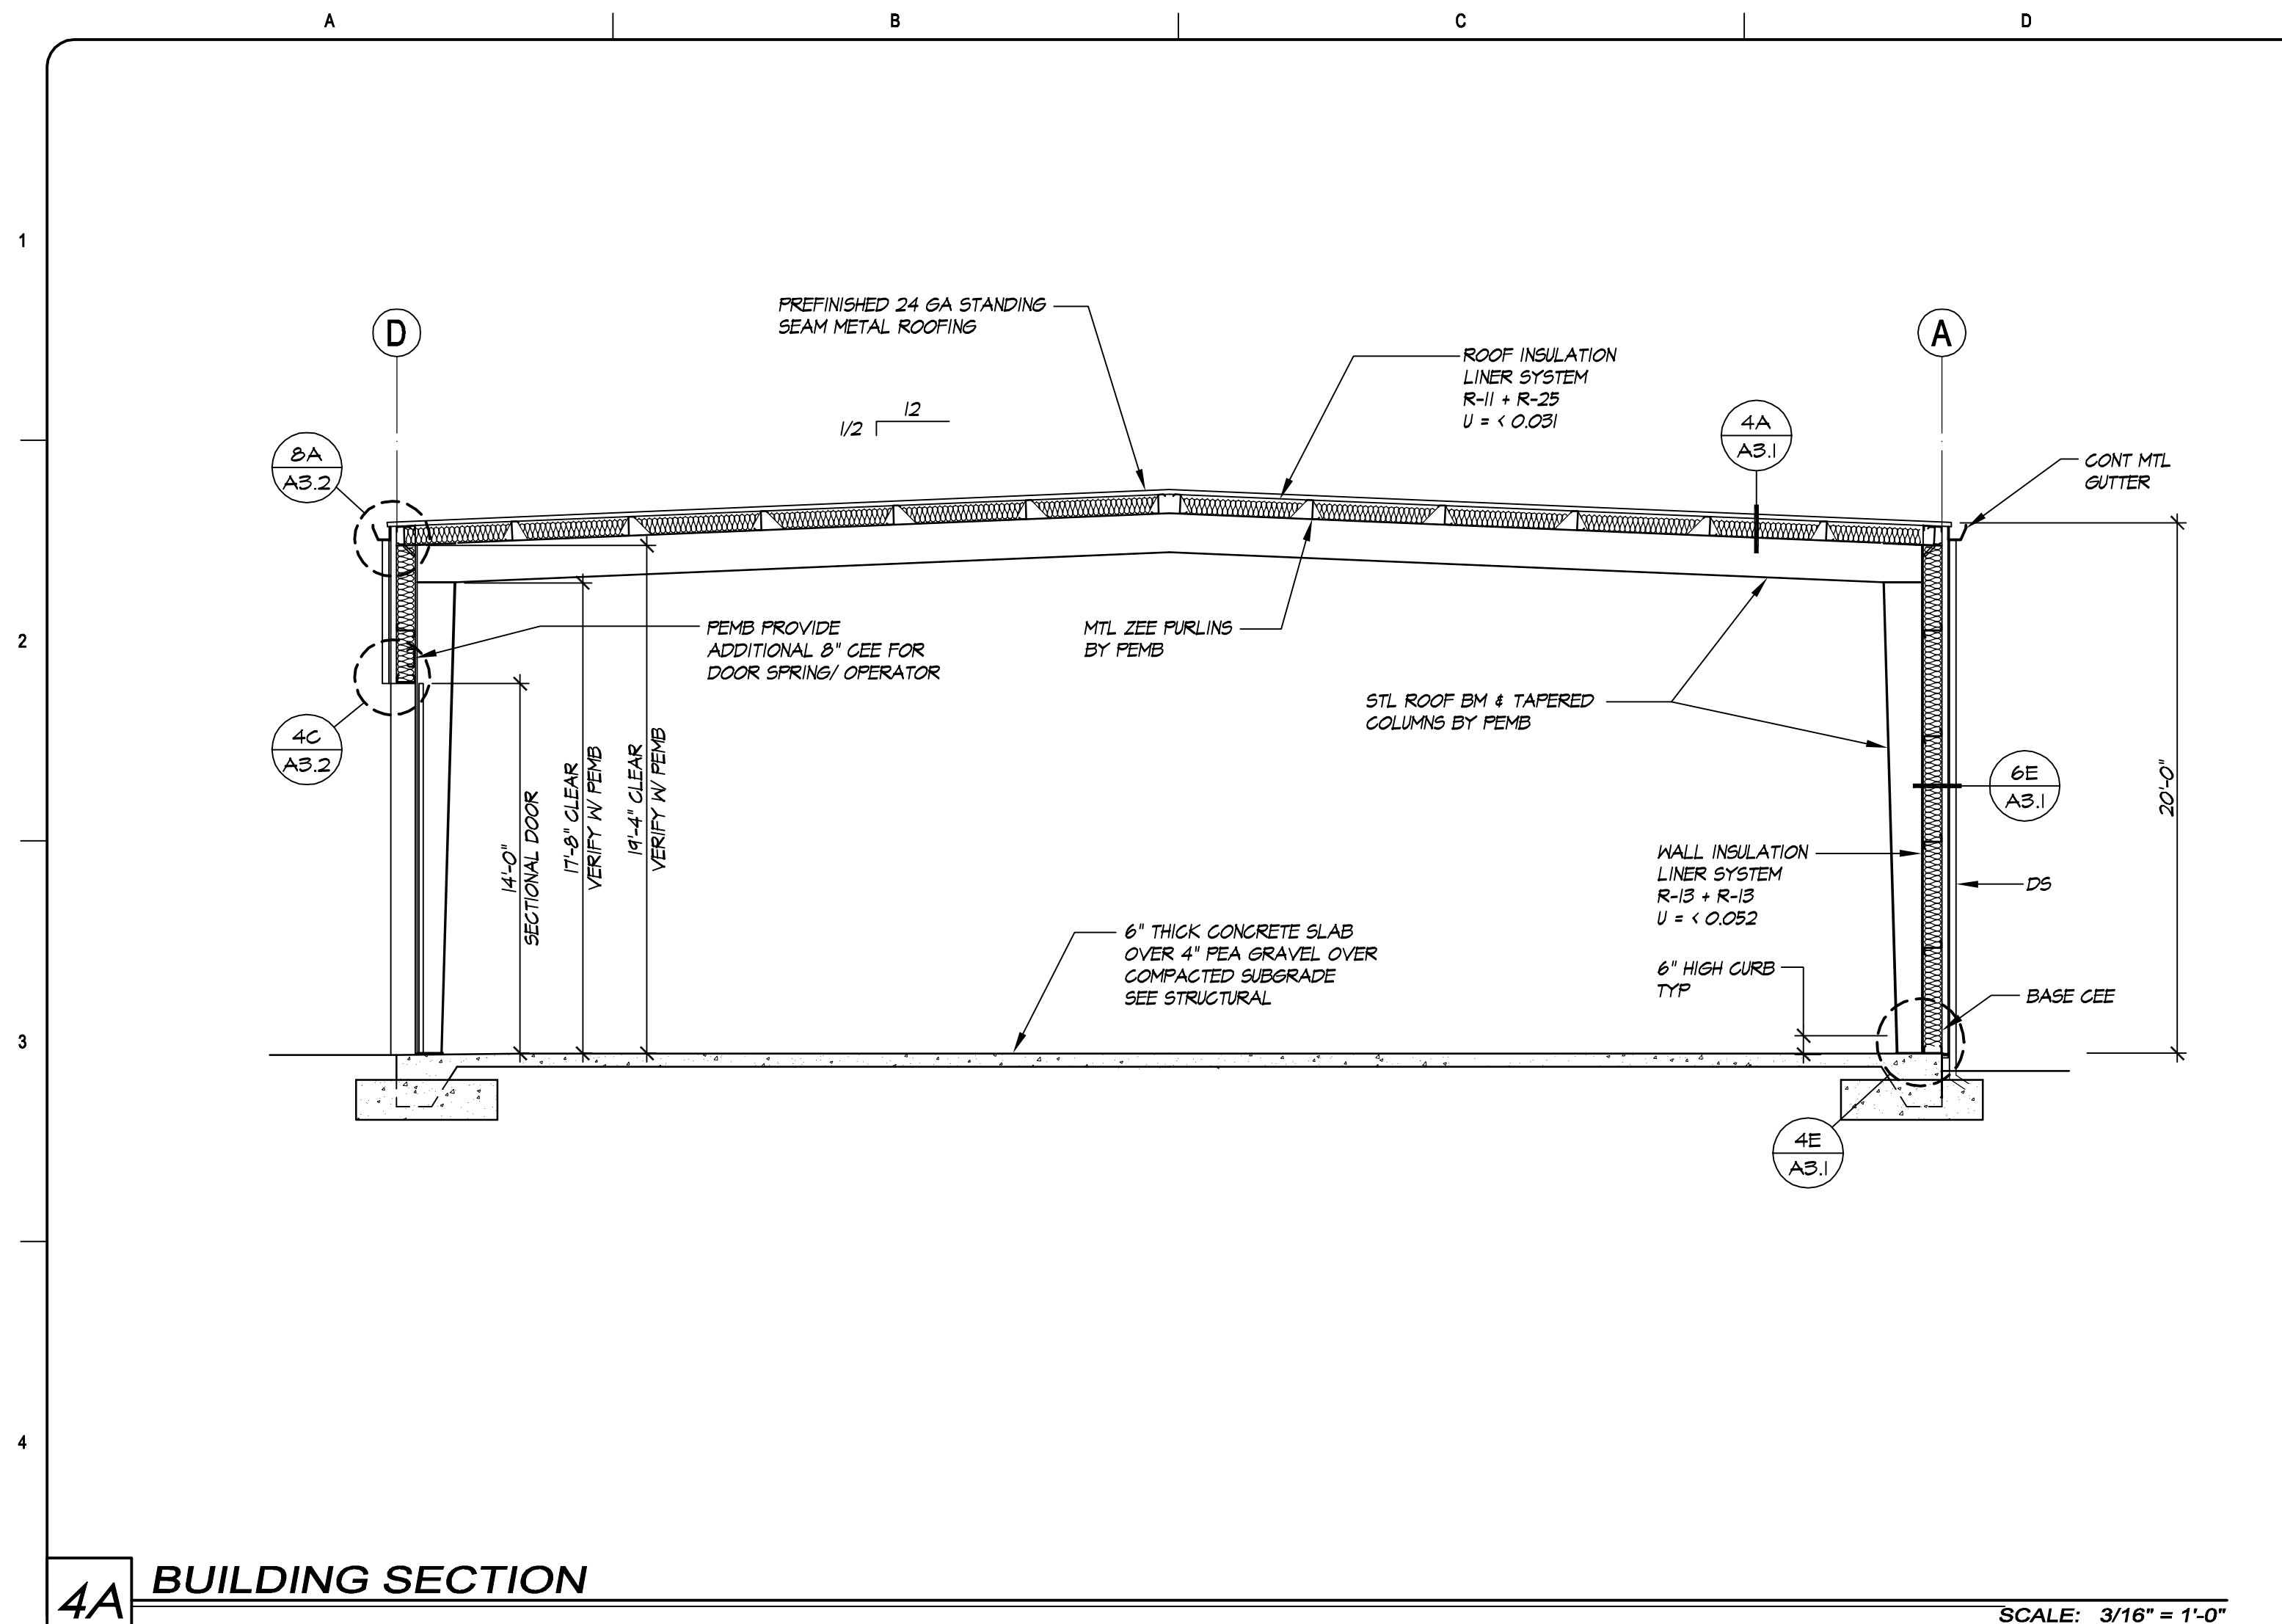 A
B
C
D
1
2
3
4
D
A
PREFINISHED 24 GA STANDING
SEAM METAL ROOFING
12
1/2
ROOF INSULATION
LINER SYSTEM
R-11 + R-25
U = < 0.031
4A
A3.1
CONT MTL
GUTTER
8A
A3.2
PEMB PROVIDE
ADDITIONAL 8" CEE FOR
DOOR SPRING/ OPERATOR
MTL ZEE PURLINS
BY PEMB
4C
A3.2
STL ROOF BM & TAPERED
COLUMNS BY PEMB
14'-0"
SECTIONAL DOOR
17'-8" CLEAR
VERIFY W/ PEMB
19'-4" CLEAR
VERIFY W/ PEMB
6E
A3.1
20'-0"
WALL INSULATION
LINER SYSTEM
R-13 + R-13
U = < 0.052
DS
6" THICK CONCRETE SLAB
OVER 4" PEA GRAVEL OVER
COMPACTED SUBGRADE
SEE STRUCTURAL
6" HIGH CURB
TYP
BASE CEE
4E
A3.1
4A
BUILDING SECTION
SCALE: 3/16" = 1'-0"